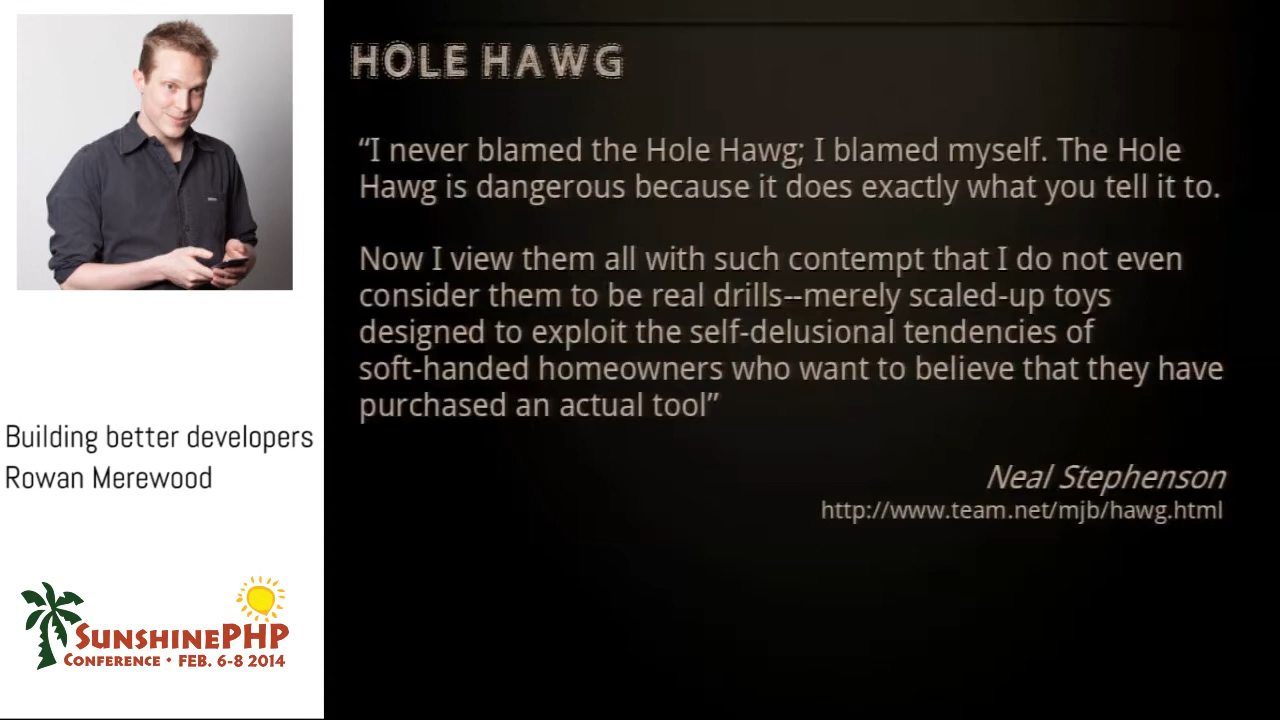 HOLE HAWG
“I never blamed the Hole Hawg; I blamed myself. The Hole
Hawg is dangerous because it does exactly what you tell it to.
Now I view them all with such contempt that I do not even
consider them to be real drills--merely scaled-up toys
designed to exploit the self-delusional tendencies of
soft-handed homeowners who want to believe that they have
purchased an actual tool”
Neal Stephenson
http://www.team.net/mjb/hawg.html
Building better developers
Rowan Merewood
SUNSHINEPHP
CONFERENCE • FEB. 6-8 2014